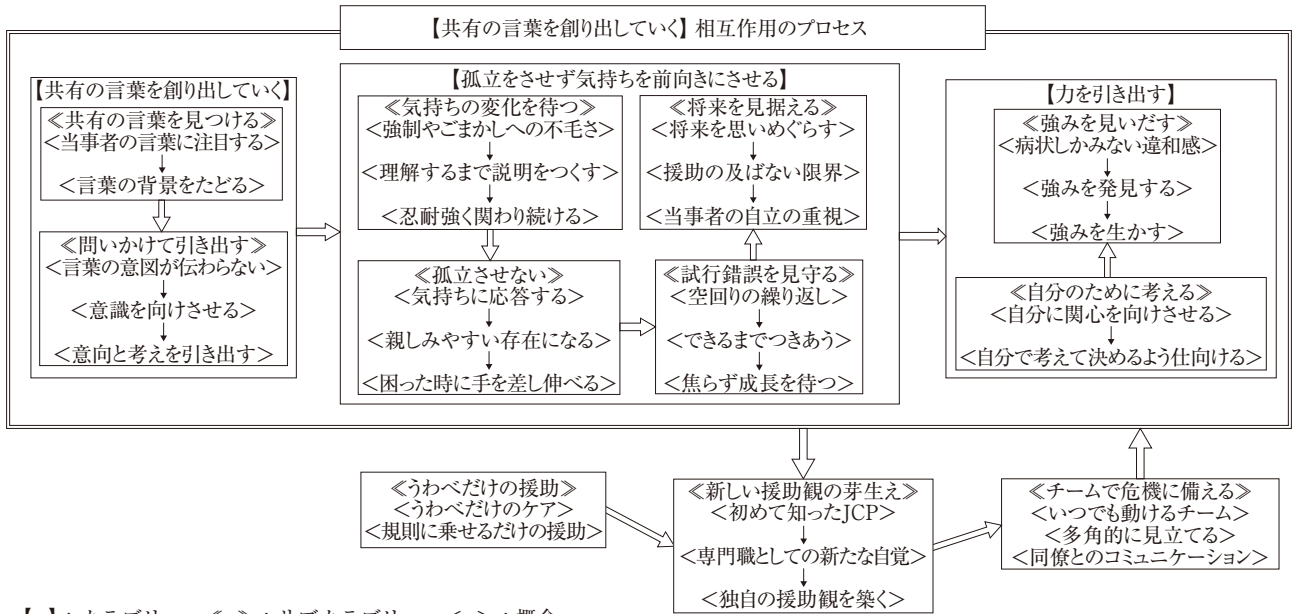 【共有の言葉を創り出していく】 相互作用のプロセス
【共有の言葉を創り出していく】
≪共有の言葉を見つける≫
<当事者の言葉に注目する>
<言葉の背景をたどる>
≪問いかけて引き出す≫
<言葉の意図が伝わらない>
<意識を向けさせる>
<意向と考えを引き出す>
【孤立をさせず気持ちを前向きにさせる】
≪気持ちの変化を待つ≫
<強制やごまかしへの不毛さ>
<理解するまで説明をつくす>
<忍耐強く関わり続ける>
≪孤立させない≫
<気持ちに応答する>
<親しみやすい存在になる>
<困った時に手を差し伸べる>
≪試行錯誤を見守る≫
<空回りの繰り返し>
<できるまでつきあう>
<焦らず成長を待つ>
≪将来を見据える≫
<将来を思いめぐらす>
<援助の及ばない限界>
<当事者の自立の重視>
【力を引き出す】
≪強みを見いだす≫
<病状しかみない違和感>
<強みを発見する>
<強みを生かす>
≪自分のために考える≫
<自分に関心を向けさせる>
<自分で考えて決めるよう仕向ける>
≪うわべだけの援助≫
<うわべだけのケア>
<規則に乗せるだけの援助>
≪新しい援助観の芽生え≫
<初めて知ったJCP>
<専門職としての新たな自覚>
<独自の援助観を築く>
≪チームで危機に備える≫
<いつでも動けるチーム>
<多角的に見立てる>
<同僚とのコミュニケーション>